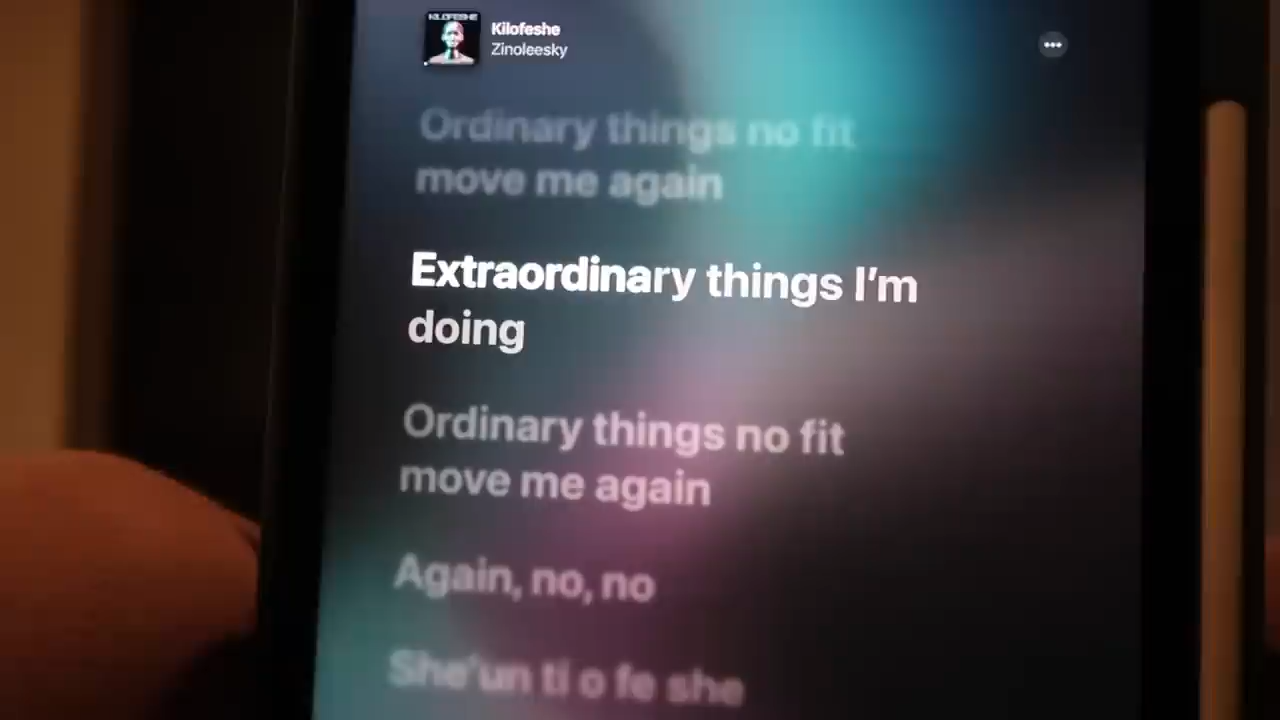 KILOFESHE
Kilofeshe
Zinoleesky
Ordinary things no fit
move me again
Extraordinary things I'm
doing
Ordinary things no fit
move me again
Again, no, no
She'un ti o fe she